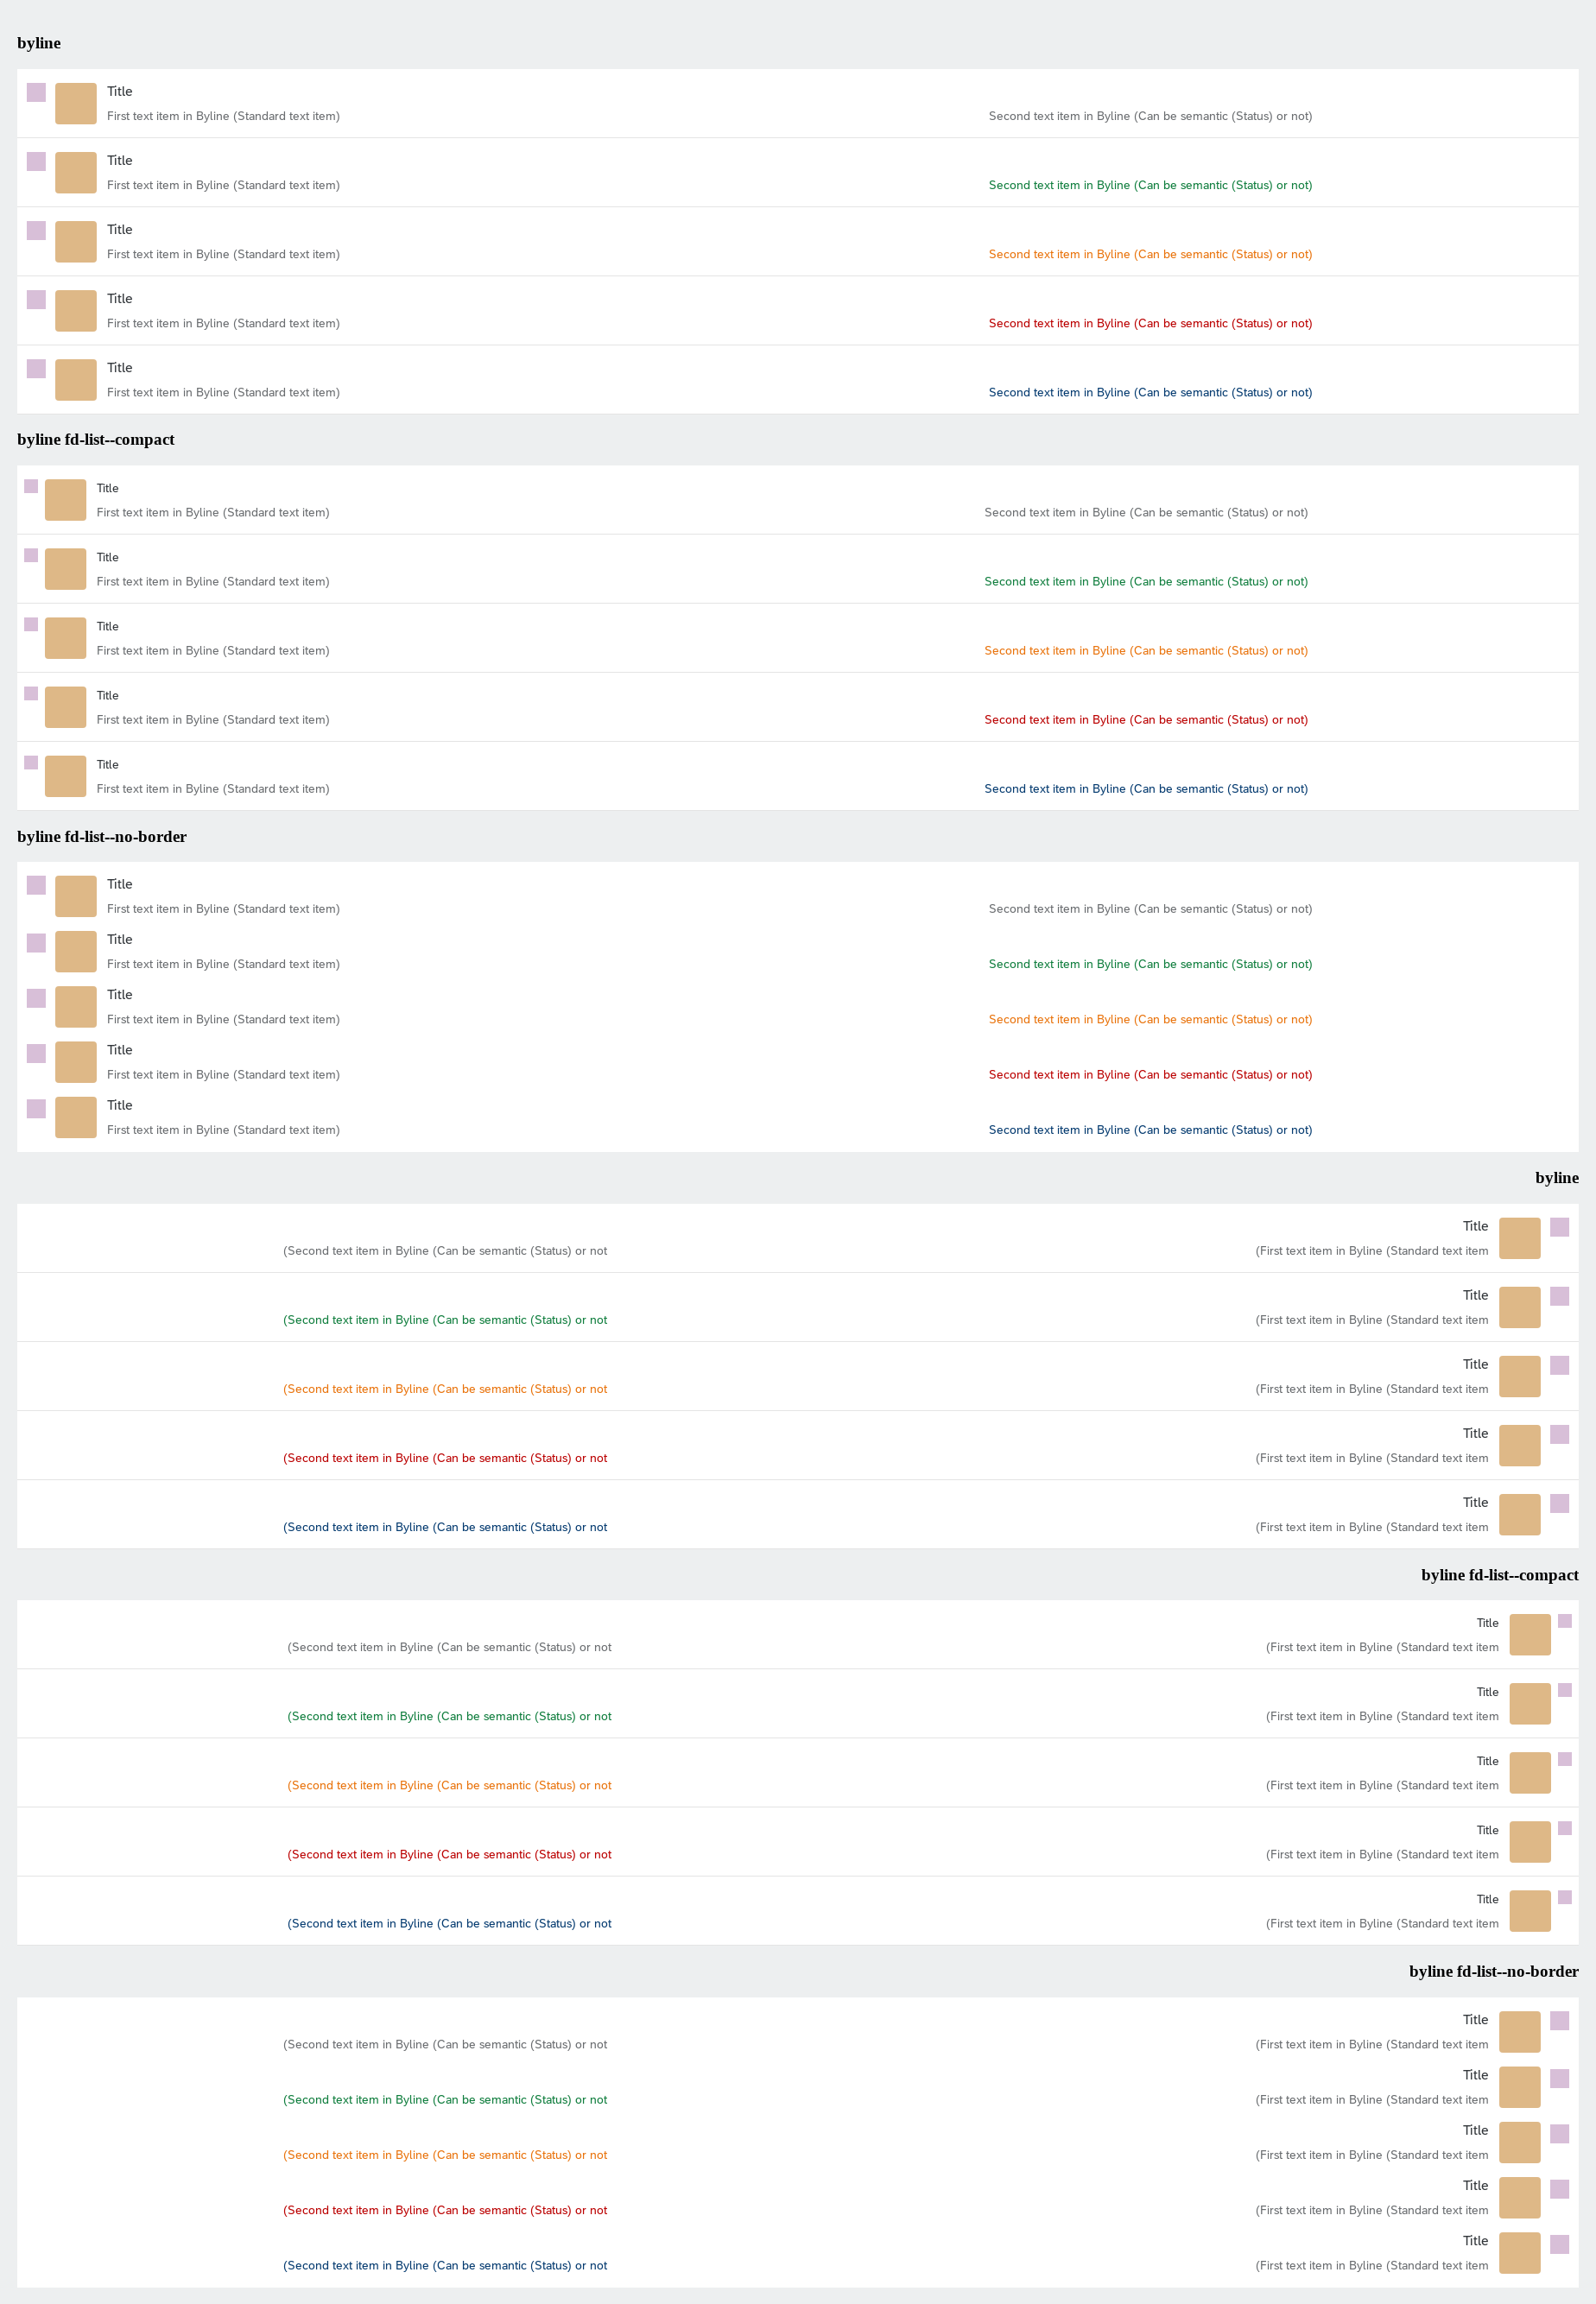 byline
Title
First text item in Byline (Standard text item) Second text item in Byline (Can be semantic (Status) or not)
Title
First text item in Byline (Standard text item) Second text item in Byline (Can be semantic (Status) or not)
Title
First text item in Byline (Standard text item) Second text item in Byline (Can be semantic (Status) or not)
Title
First text item in Byline (Standard text item) Second text item in Byline (Can be semantic (Status) or not)
Title
First text item in Byline (Standard text item) Second text item in Byline (Can be semantic (Status) or not)
byline fd-list--compact
Title
First text item in Byline (Standard text item) Second text item in Byline (Can be semantic (Status) or not)
Title
First text item in Byline (Standard text item) Second text item in Byline (Can be semantic (Status) or not)
Title
First text item in Byline (Standard text item) Second text item in Byline (Can be semantic (Status) or not)
Title
First text item in Byline (Standard text item) Second text item in Byline (Can be semantic (Status) or not)
Title
First text item in Byline (Standard text item) Second text item in Byline (Can be semantic (Status) or not)
byline fd-list--no-border
Title
First text item in Byline (Standard text item) Second text item in Byline (Can be semantic (Status) or not)
Title
First text item in Byline (Standard text item) Second text item in Byline (Can be semantic (Status) or not)
Title
First text item in Byline (Standard text item) Second text item in Byline (Can be semantic (Status) or not)
Title
First text item in Byline (Standard text item) Second text item in Byline (Can be semantic (Status) or not)
Title
First text item in Byline (Standard text item) Second text item in Byline (Can be semantic (Status) or not)
byline
Title
(Second text item in Byline (Can be semantic (Status) or not (First text item in Byline (Standard text item
Title
(Second text item in Byline (Can be semantic (Status) or not (First text item in Byline (Standard text item
Title
(Second text item in Byline (Can be semantic (Status) or not (First text item in Byline (Standard text item
Title
(Second text item in Byline (Can be semantic (Status) or not (First text item in Byline (Standard text item
Title
(Second text item in Byline (Can be semantic (Status) or not (First text item in Byline (Standard text item
byline fd-list--compact
Title
(Second text item in Byline (Can be semantic (Status) or not (First text item in Byline (Standard text item
Title
(Second text item in Byline (Can be semantic (Status) or not (First text item in Byline (Standard text item
Title
(Second text item in Byline (Can be semantic (Status) or not (First text item in Byline (Standard text item
Title
(Second text item in Byline (Can be semantic (Status) or not (First text item in Byline (Standard text item
Title
(Second text item in Byline (Can be semantic (Status) or not (First text item in Byline (Standard text item
byline fd-list--no-border
Title
(Second text item in Byline (Can be semantic (Status) or not (First text item in Byline (Standard text item
Title
(Second text item in Byline (Can be semantic (Status) or not (First text item in Byline (Standard text item
Title
(Second text item in Byline (Can be semantic (Status) or not (First text item in Byline (Standard text item
Title
(Second text item in Byline (Can be semantic (Status) or not (First text item in Byline (Standard text item
Title
(Second text item in Byline (Can be semantic (Status) or not (First text item in Byline (Standard text item